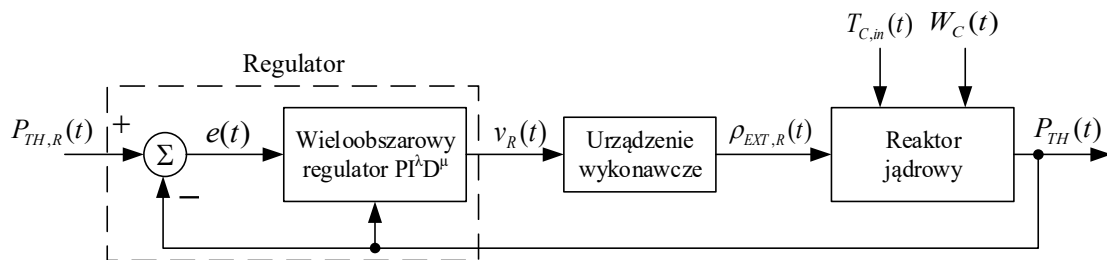 T_{C,in}(t) W_C(t)
Regulator
P_{TH,R}(t) +
Σ
e(t)
−
Wieloobszarowy
regulator PI^λD^μ
v_R(t)
Urządzenie
wykonawcze
ρ_{EXT,R}(t)
Reaktor
jądrowy
P_{TH}(t)